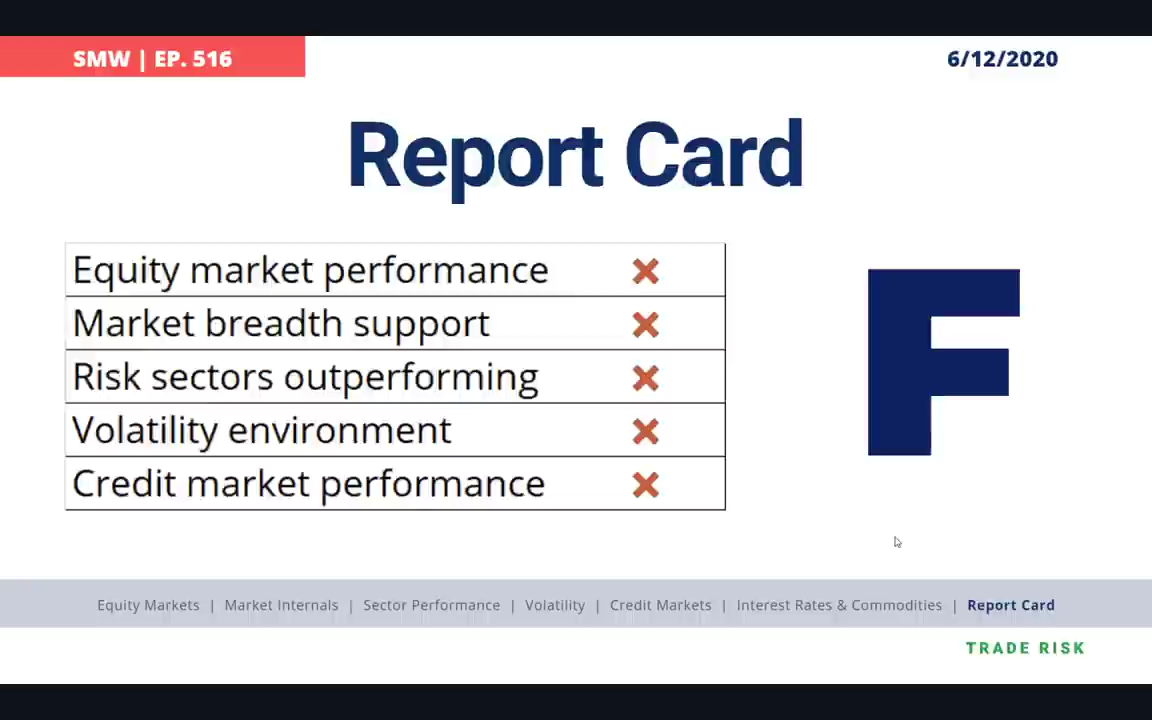 SMW | EP. 516
6/12/2020
Report Card
Equity market performance ✖
Market breadth support ✖
Risk sectors outperforming ✖
Volatility environment ✖
Credit market performance ✖
F
Equity Markets | Market Internals | Sector Performance | Volatility | Credit Markets | Interest Rates & Commodities | Report Card
TRADE RISK